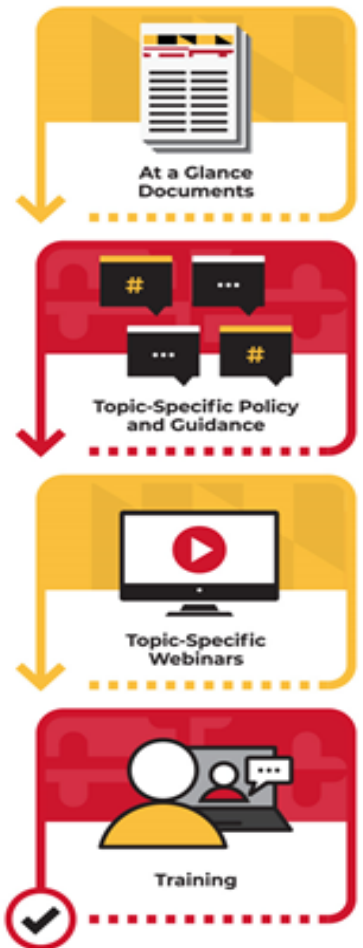 At a Glance
Documents
# ...
... #
Topic-Specific Policy
and Guidance
Topic-Specific
Webinars
...
Training